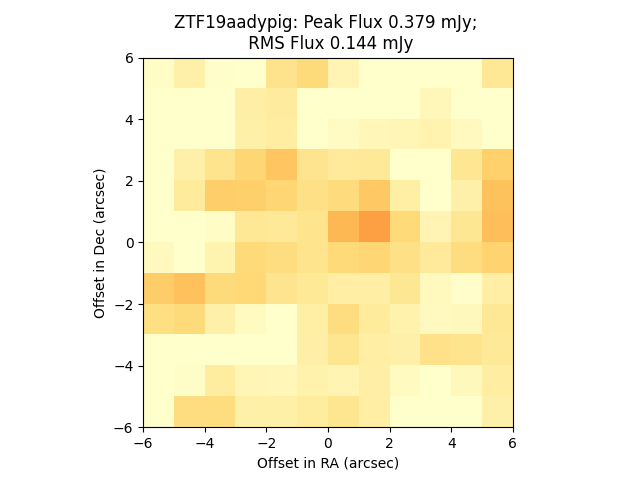 ZTF19aadypig: Peak Flux 0.379 mJy;
RMS Flux 0.144 mJy
6
4
2
0
−2
−4
−6
Offset in Dec (arcsec)
−6 −4 −2 0 2 4 6
Offset in RA (arcsec)